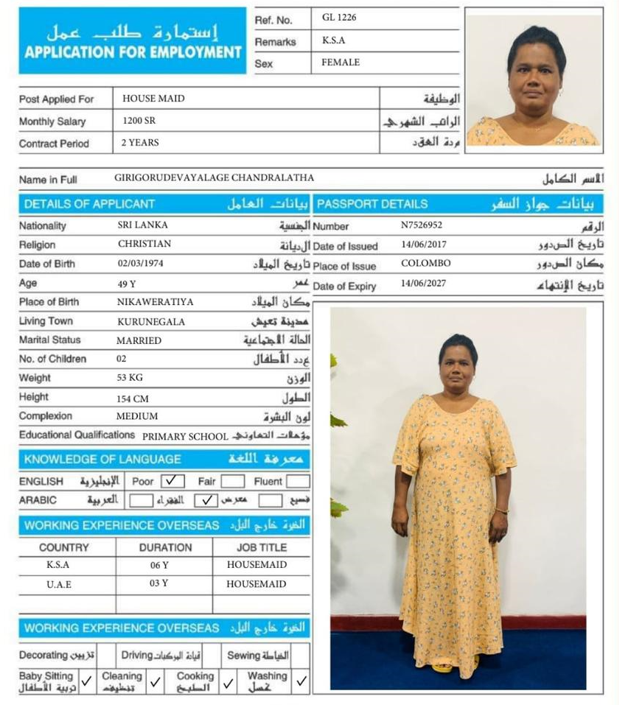 إستمارة طلب عمل
APPLICATION FOR EMPLOYMENT
Ref. No. GL 1226
Remarks K.S.A
Sex FEMALE
Post Applied For HOUSE MAID الوظيفة
Monthly Salary 1200 SR الراتب الشهري
Contract Period 2 YEARS مدة العقد
Name in Full GIRIGORUDEVAYALAGE CHANDRALATHA الاسم الكامل
DETAILS OF APPLICANT بيانات العامل
Nationality SRI LANKA الجنسية
Religion CHRISTIAN الديانة
Date of Birth 02/03/1974 تاريخ الميلاد
Age 49 Y عمر
Place of Birth NIKAWERATIYA مكان الميلاد
Living Town KURUNEGALA مدينة تعيش
Marital Status MARRIED الحالة الاجتماعية
No. of Children 02 عدد الأطفال
Weight 53 KG الوزن
Height 154 CM الطول
Complexion MEDIUM لون البشرة
Educational Qualifications PRIMARY SCHOOL
PASSPORT DETAILS بيانات جواز السفر
Number N7526952 الرقم
Date of Issued 14/06/2017 تاريخ الصدور
Place of Issue COLOMBO مكان الصدور
Date of Expiry 14/06/2027 تاريخ الإنتهاء
KNOWLEDGE OF LANGUAGE معرفة اللغة
ENGLISH الإنجليزية Poor ✓ Fair Fluent
ARABIC العربية ✓ فصيح
WORKING EXPERIENCE OVERSEAS الخبرة خارج البلد
COUNTRY DURATION JOB TITLE
K.S.A 06 Y HOUSEMAID
U.A.E 03 Y HOUSEMAID
WORKING EXPERIENCE OVERSEAS الخبرة خارج البلد
Decorating تزيين Driving قيادة المركبات Sewing الخياطة
Baby Sitting تربية الأطفال ✓ Cleaning تنظيف ✓ Cooking الطبخ ✓ Washing غسل ✓